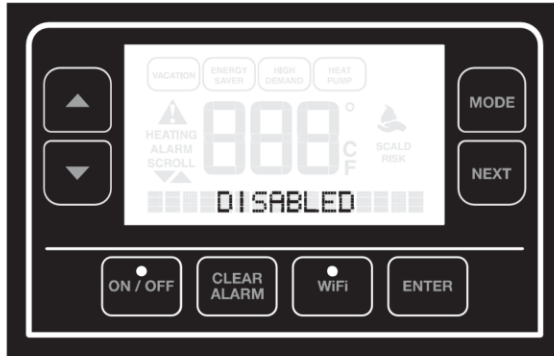 VACATION
ENERGY SAVER
HIGH DEMAND
HEAT PUMP
HEATING
ALARM
SCROLL
888°
C
F
SCALD
RISK
DISABLED
MODE
NEXT
ON / OFF
CLEAR
ALARM
WiFi
ENTER